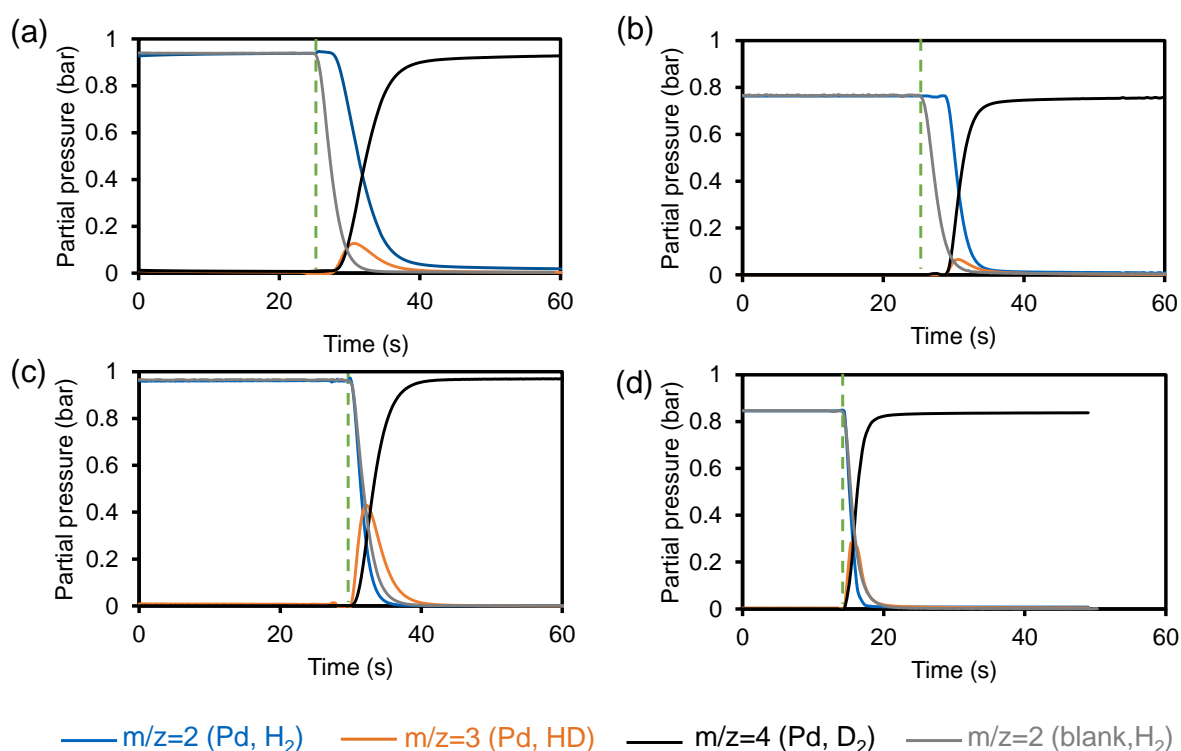 (a)
Partial pressure (bar)
1
0.8
0.6
0.4
0.2
0
0 20 40 60
Time (s)
(b)
Partial pressure (bar)
1
0.8
0.6
0.4
0.2
0
0 20 40 60
Time (s)
(c)
Partial pressure (bar)
1
0.8
0.6
0.4
0.2
0
0 20 40 60
Time (s)
(d)
Partial pressure (bar)
1
0.8
0.6
0.4
0.2
0
0 20 40 60
Time (s)
m/z=2 (Pd, H₂) m/z=3 (Pd, HD) m/z=4 (Pd, D₂) m/z=2 (blank,H₂)